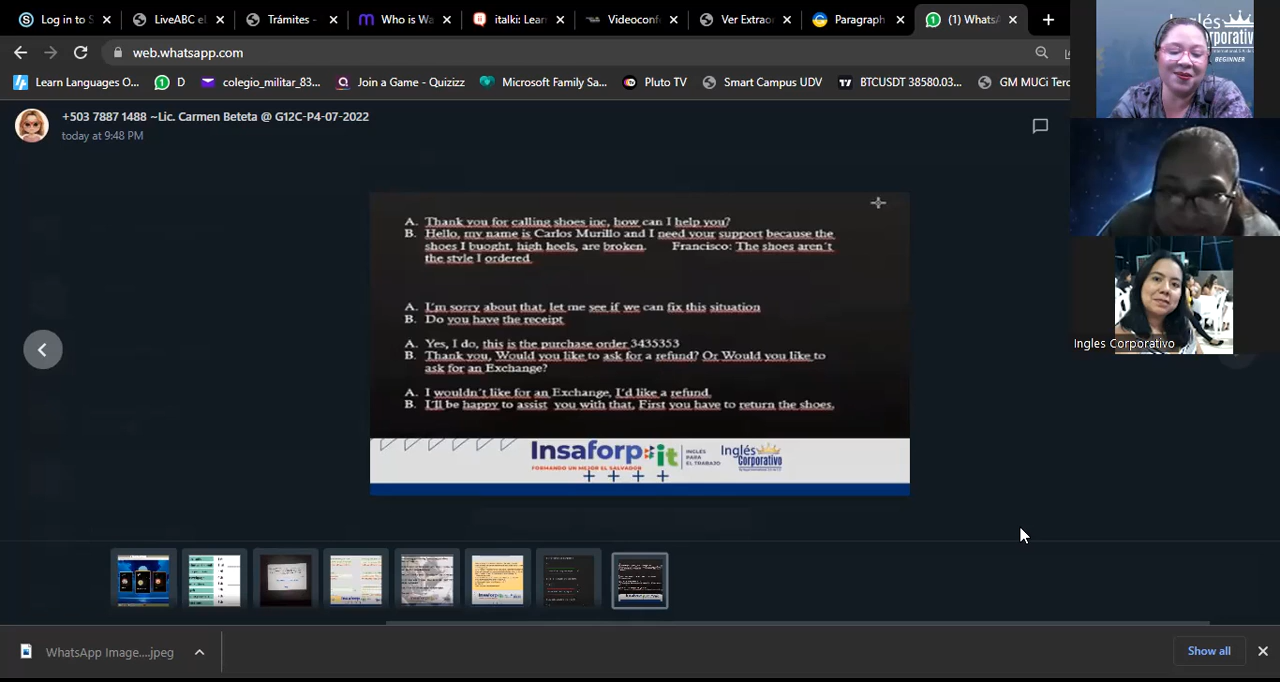 Log in to S
LiveABC el
Trámites -
Who is Wa
italki: Lear
Videoconf
Ver Extrao
Paragraph
(1) Whats
web.whatsapp.com
Learn Languages O...
D
colegio_militar_83...
Join a Game - Quizizz
Microsoft Family Sa...
Pluto TV
Smart Campus UDV
BTCUSDT 38580.03...
GM MUCi Terc
+503 7887 1488 ~Lic. Carmen Beteta @ G12C-P4-07-2022
today at 9:48 PM
A. Thank you for calling shoes inc, how can I help you?
B. Hello, my name is Carlos Murillo and I need your support because the
shoes I buoght, high heels, are broken. Francisco: The shoes aren´t
the style I ordered
A. I'm sorry about that, let me see if we can fix this situation
B. Do you have the receipt
A. Yes, I do, this is the purchase order 3435353
B. Thank you, Would you like to ask for a refund? Or Would you like to
ask for an Exchange?
A. I wouldn´t like for an Exchange, I'd like a refund.
B. I'll be happy to assist you with that, First you have to return the shoes.
Insaforp it
FORMANDO UN MEJOR EL SALVADOR
INGLÉS
PARA
EL TRABAJO
Inglés
Corporativo
Inglés
BEGINNER
Ingles Corporativo
WhatsApp Image....jpeg
Show all